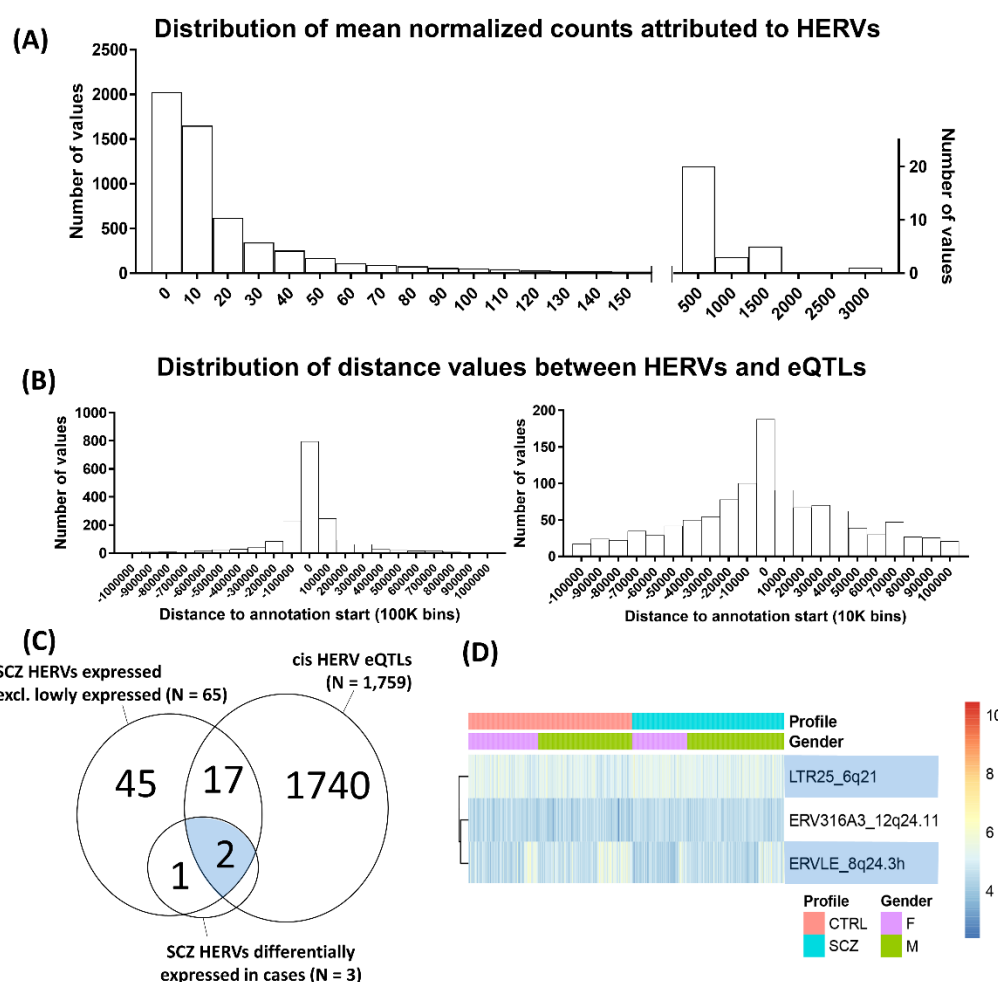 (A)
Distribution of mean normalized counts attributed to HERVs
Number of values
2500
2000
1500
1000
500
0
0 10 20 30 40 50 60 70 80 90 100 110 120 130 140 150
500 1000 1500 2000 2500 3000
20
10
0
Number of values
(B)
Distribution of distance values between HERVs and eQTLs
Number of values
1000
800
600
400
200
0
-100000 -900000 -800000 -700000 -600000 -500000 -400000 -300000 -200000 -100000 0 100000 200000 300000 400000 500000 600000 700000 800000 900000 1000000
Distance to annotation start (100K bins)
Number of values
200
150
100
50
0
-100000 -90000 -80000 -70000 -60000 -50000 -40000 -30000 -20000 -10000 0 10000 20000 30000 40000 50000 60000 70000 80000 90000 100000
Distance to annotation start (10K bins)
(C)
SCZ HERVs expressed
excl. lowly expressed (N = 65)
cis HERV eQTLs
(N = 1,759)
45
17
1740
1
2
SCZ HERVs differentially
expressed in cases (N = 3)
(D)
Profile
Gender
LTR25_6q21
ERV316A3_12q24.11
ERVLE_8q24.3h
Profile
CTRL
SCZ
Gender
F
M
10
8
6
4